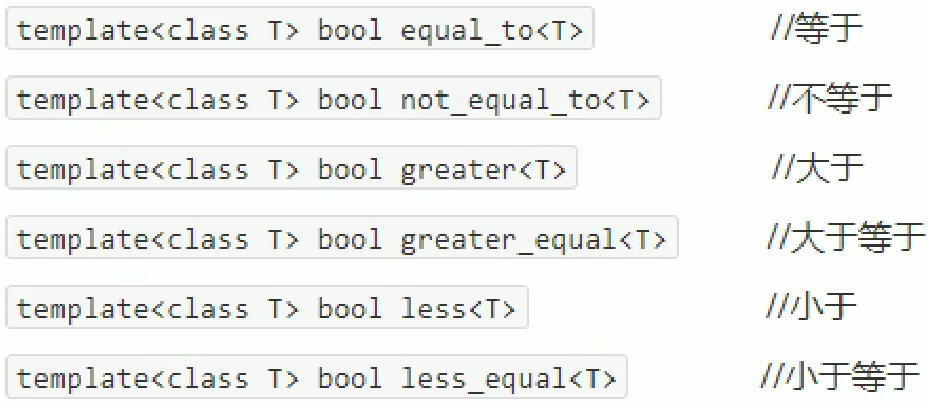 template<class T> bool equal_to<T> //等于
template<class T> bool not_equal_to<T> //不等于
template<class T> bool greater<T> //大于
template<class T> bool greater_equal<T> //大于等于
template<class T> bool less<T> //小于
template<class T> bool less_equal<T> //小于等于